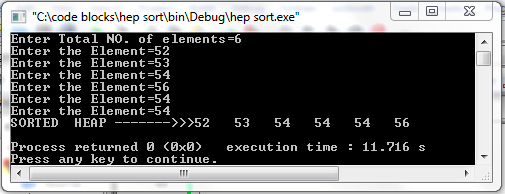 "C:\code blocks\hep sort\bin\Debug\hep sort.exe"
Enter Total NO. of elements=6
Enter the Element=52
Enter the Element=53
Enter the Element=54
Enter the Element=56
Enter the Element=54
Enter the Element=54
SORTED  HEAP ------->>>52   53   54   54   54   56
Process returned 0 (0x0)   execution time : 11.716 s
Press any key to continue.